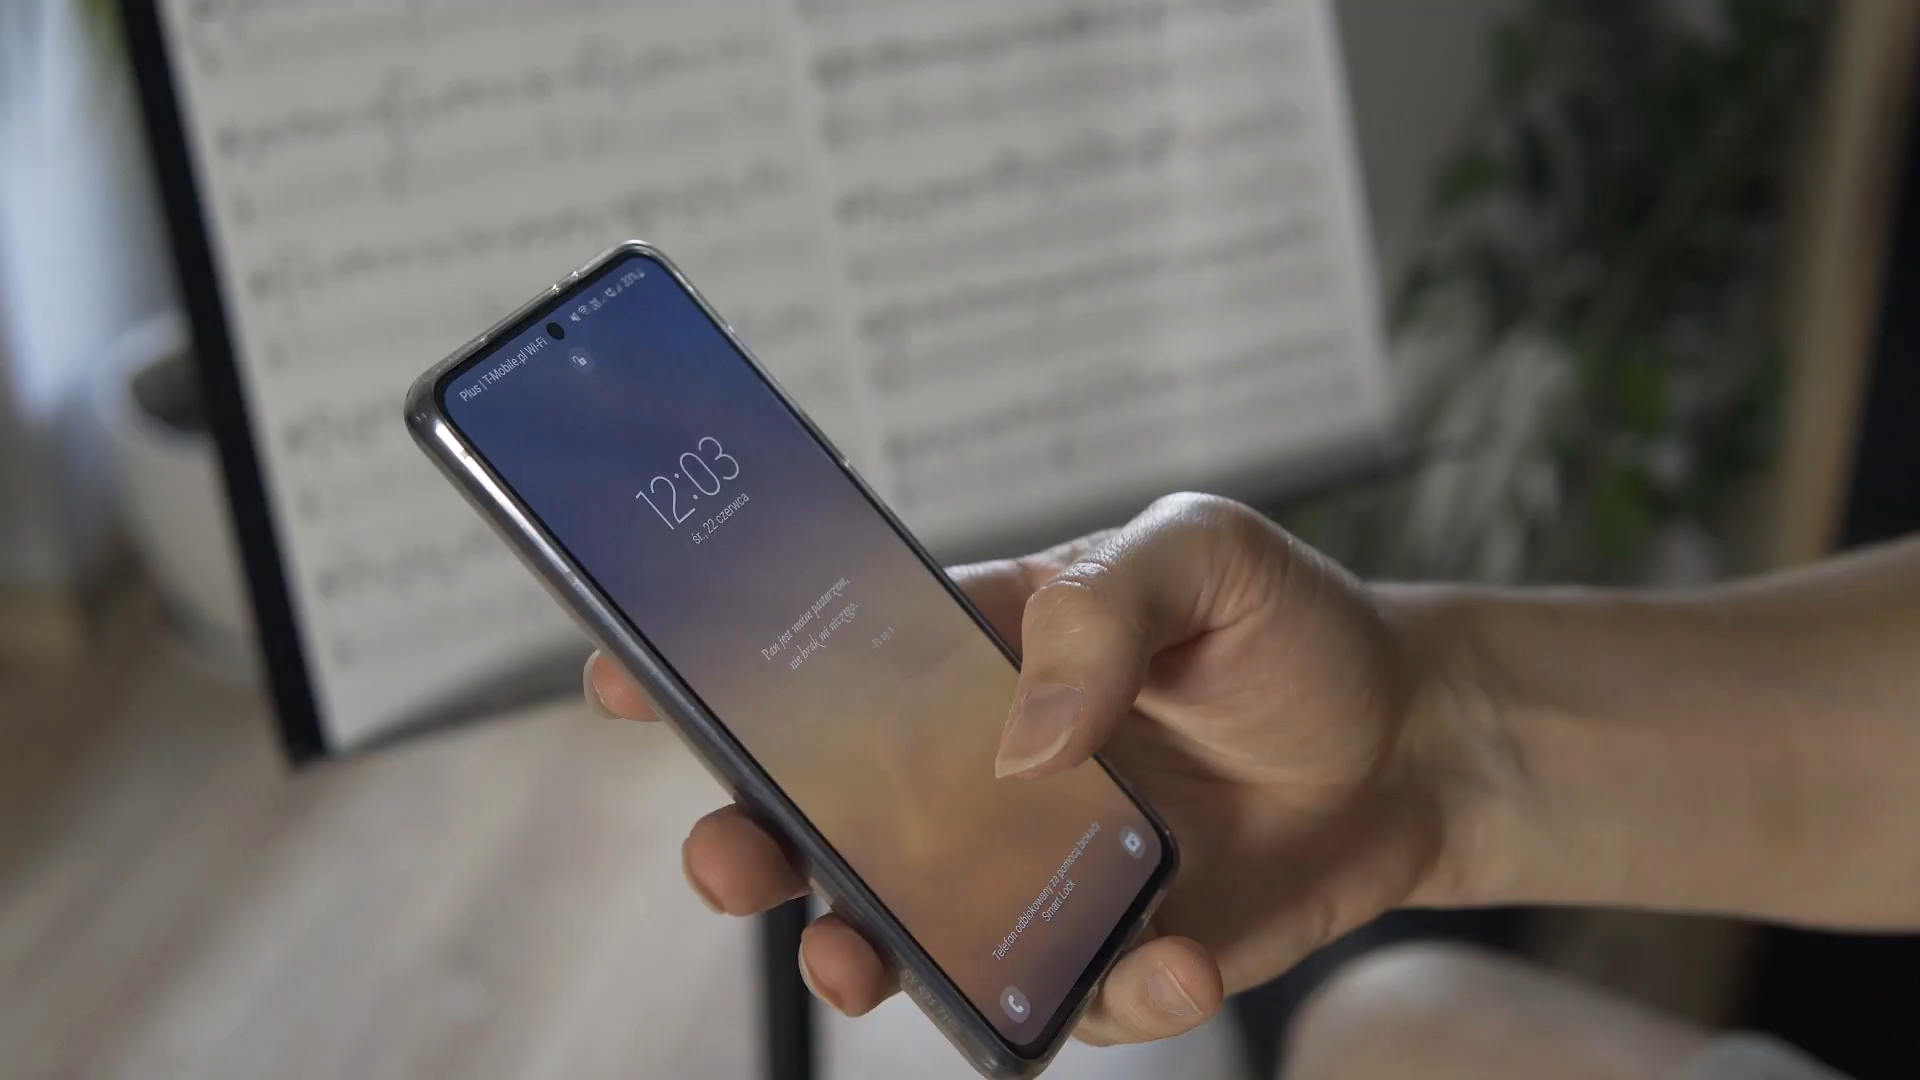 Plus | T-Mobile.pl Wi-Fi 33%
12:03
śr., 22 czerwca
Pan jest moim pasterzem,
nie brak mi niczego.
Telefon odblokowany za pomocą blokady
Smart Lock